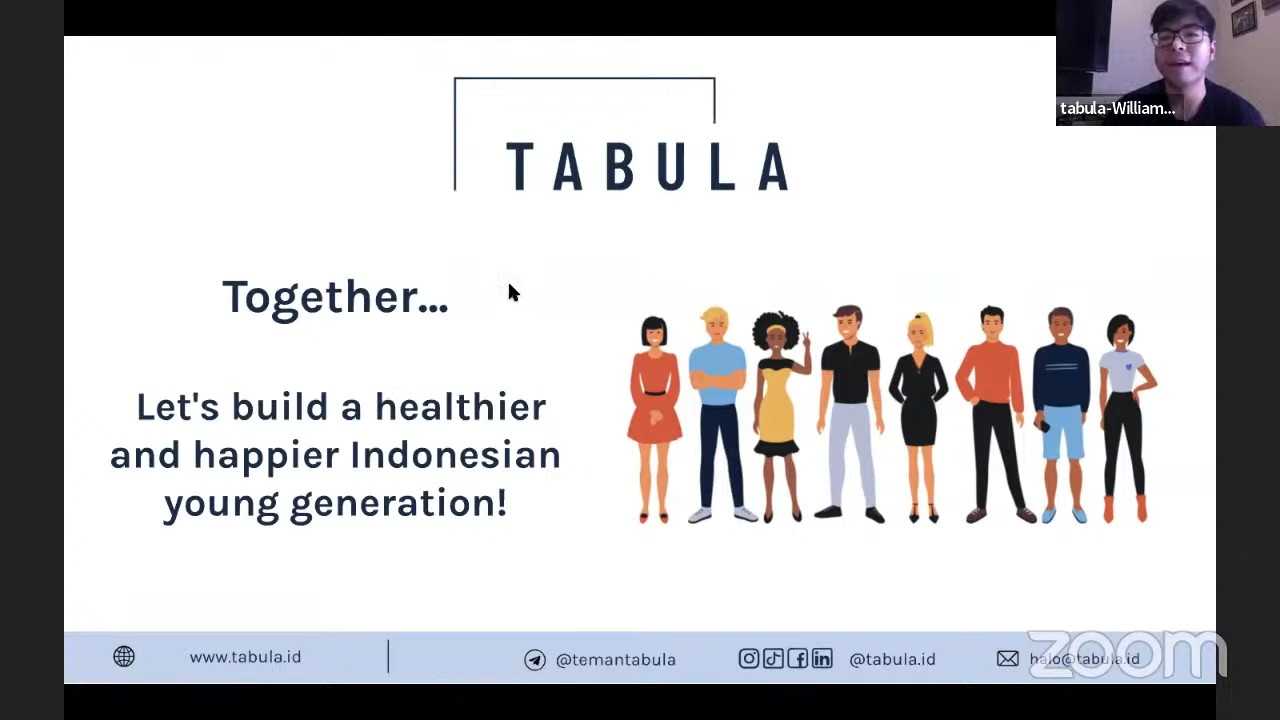 tabula-William...
TABULA
Together...
Let's build a healthier
and happier Indonesian
young generation!
www.tabula.id
@temantabula
@tabula.id
halo@tabula.id
zoom